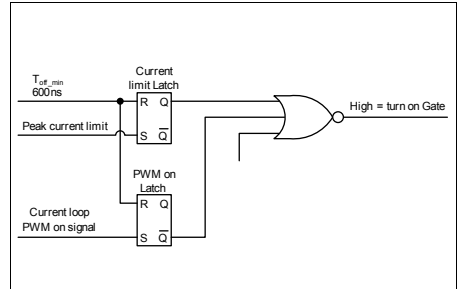 Toff_min
600ns
Current
limit Latch
R Q
Peak current limit
S Q̅
High = turn on Gate
PWM on
Latch
R Q
Current loop
PWM on signal
S Q̅